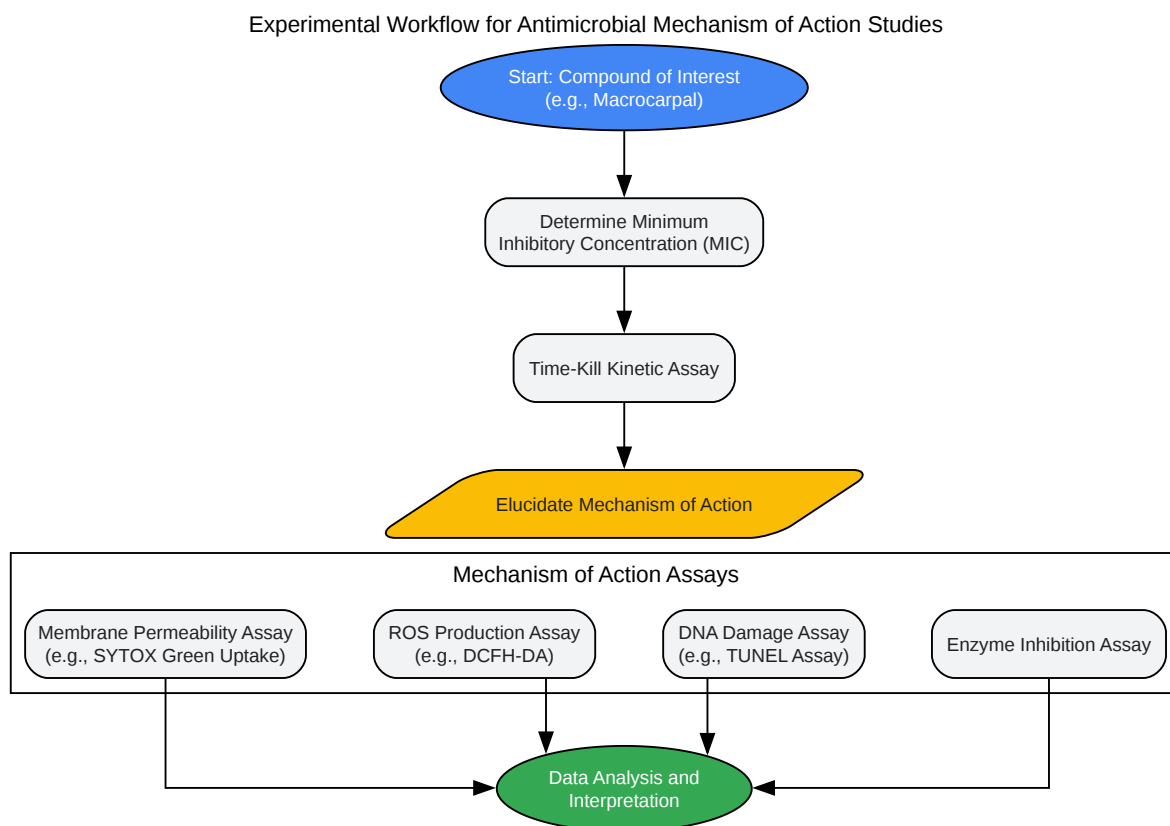 Experimental Workflow for Antimicrobial Mechanism of Action Studies
Start: Compound of Interest
(e.g., Macrocarpal)
Determine Minimum
Inhibitory Concentration (MIC)
Time-Kill Kinetic Assay
Elucidate Mechanism of Action
Mechanism of Action Assays
Membrane Permeability Assay
(e.g., SYTOX Green Uptake)
ROS Production Assay
(e.g., DCFH-DA)
DNA Damage Assay
(e.g., TUNEL Assay)
Enzyme Inhibition Assay
Data Analysis and
Interpretation